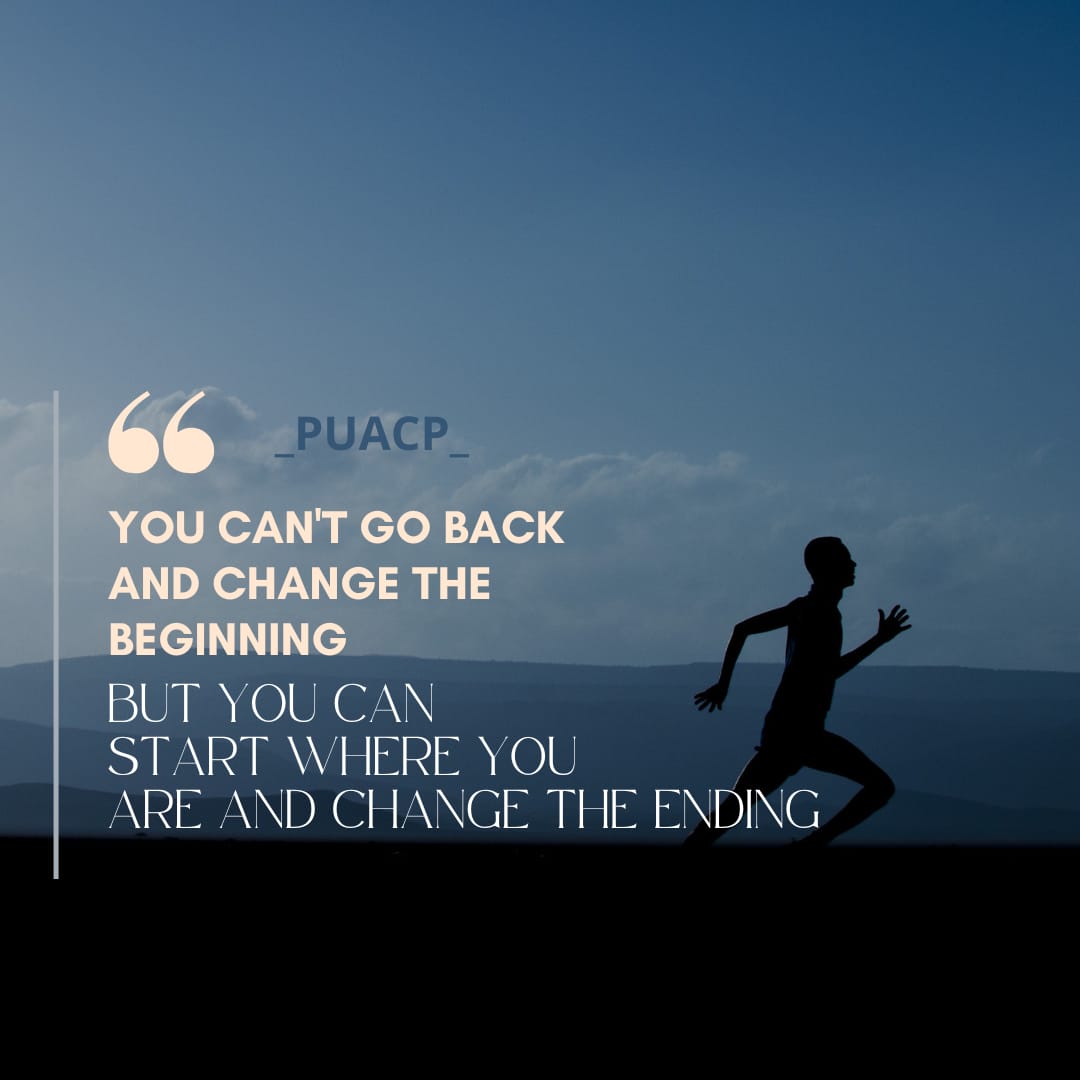 “
_PUACP_
YOU CAN'T GO BACK
AND CHANGE THE
BEGINNING
BUT YOU CAN
START WHERE YOU
ARE AND CHANGE THE ENDING